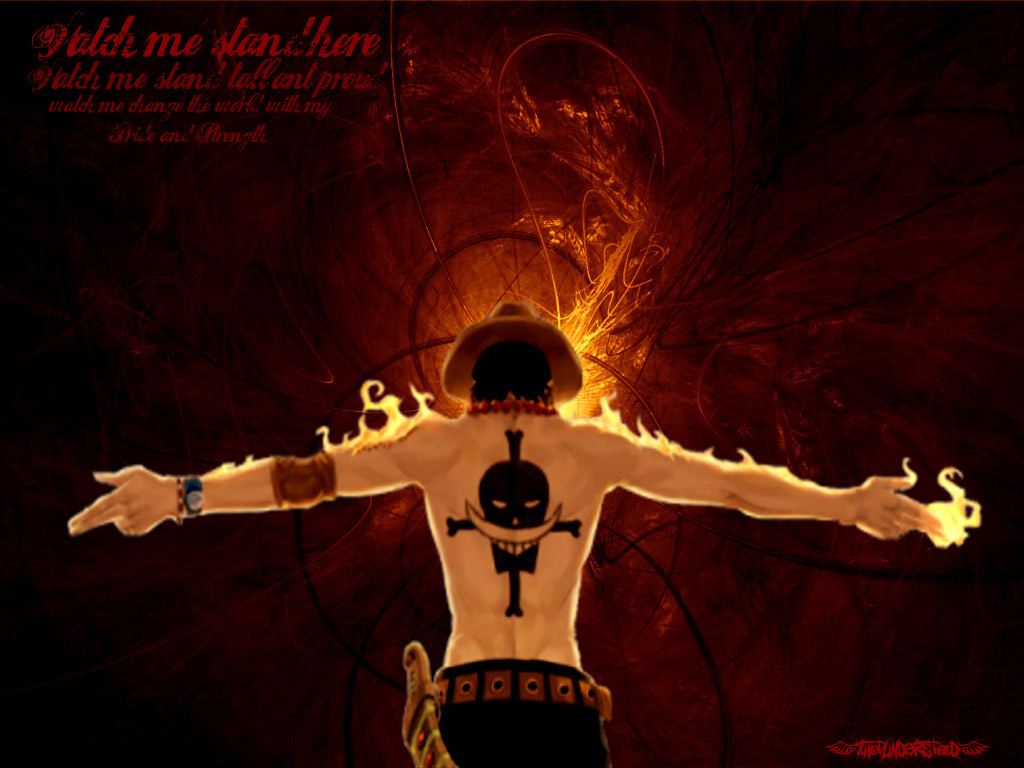 Watch me stand here
Watch me stand tall ant proud
watch me change the world with my
Pride and Strength